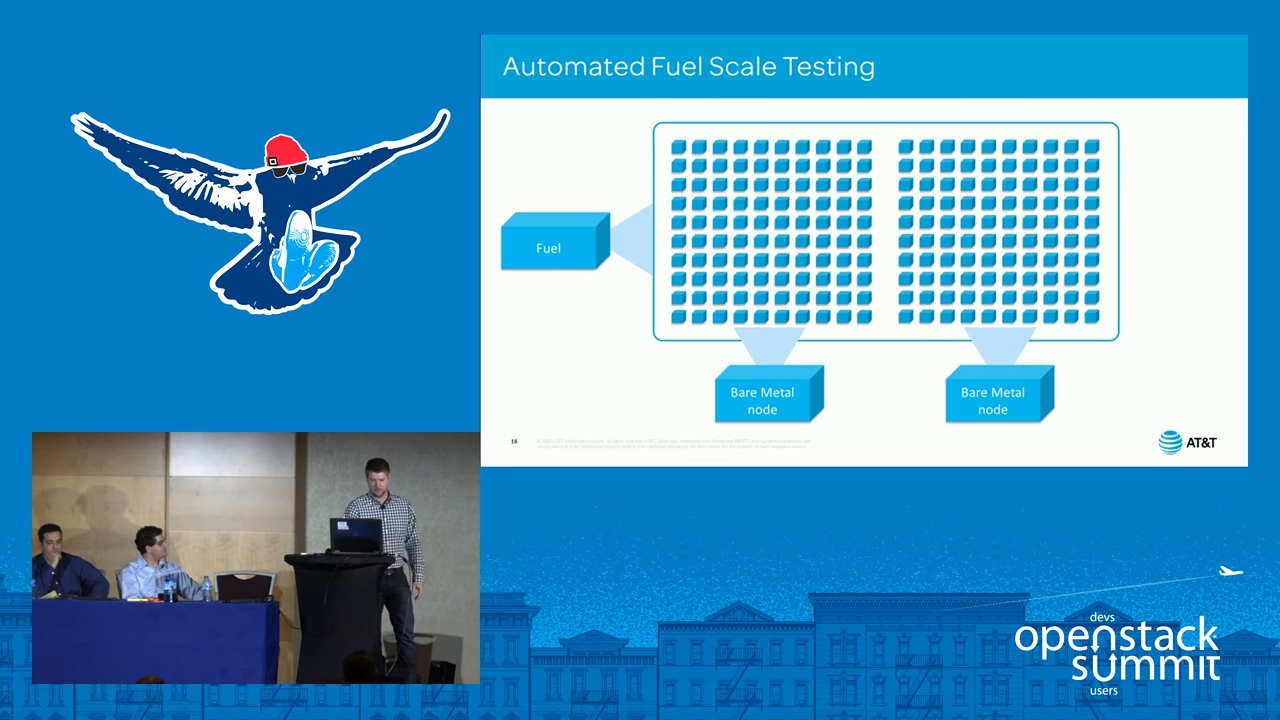 Automated Fuel Scale Testing
Fuel
Bare Metal
node
Bare Metal
node
18
AT&T
devs
openstack
summit
users